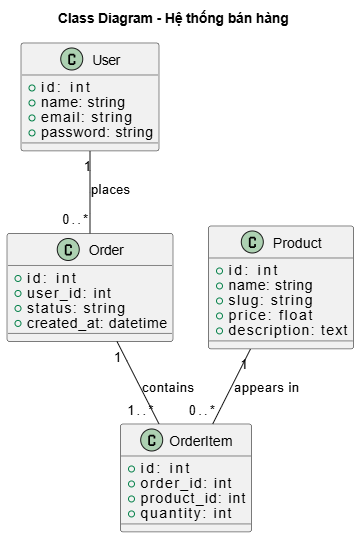 Class Diagram - Hệ thống bán hàng
C User
id: int
name: string
email: string
password: string
1
places
0..*
C Order
id: int
user_id: int
status: string
created_at: datetime
C Product
id: int
name: string
slug: string
price: float
description: text
1
contains
1..*
1
appears in
0..*
C OrderItem
id: int
order_id: int
product_id: int
quantity: int